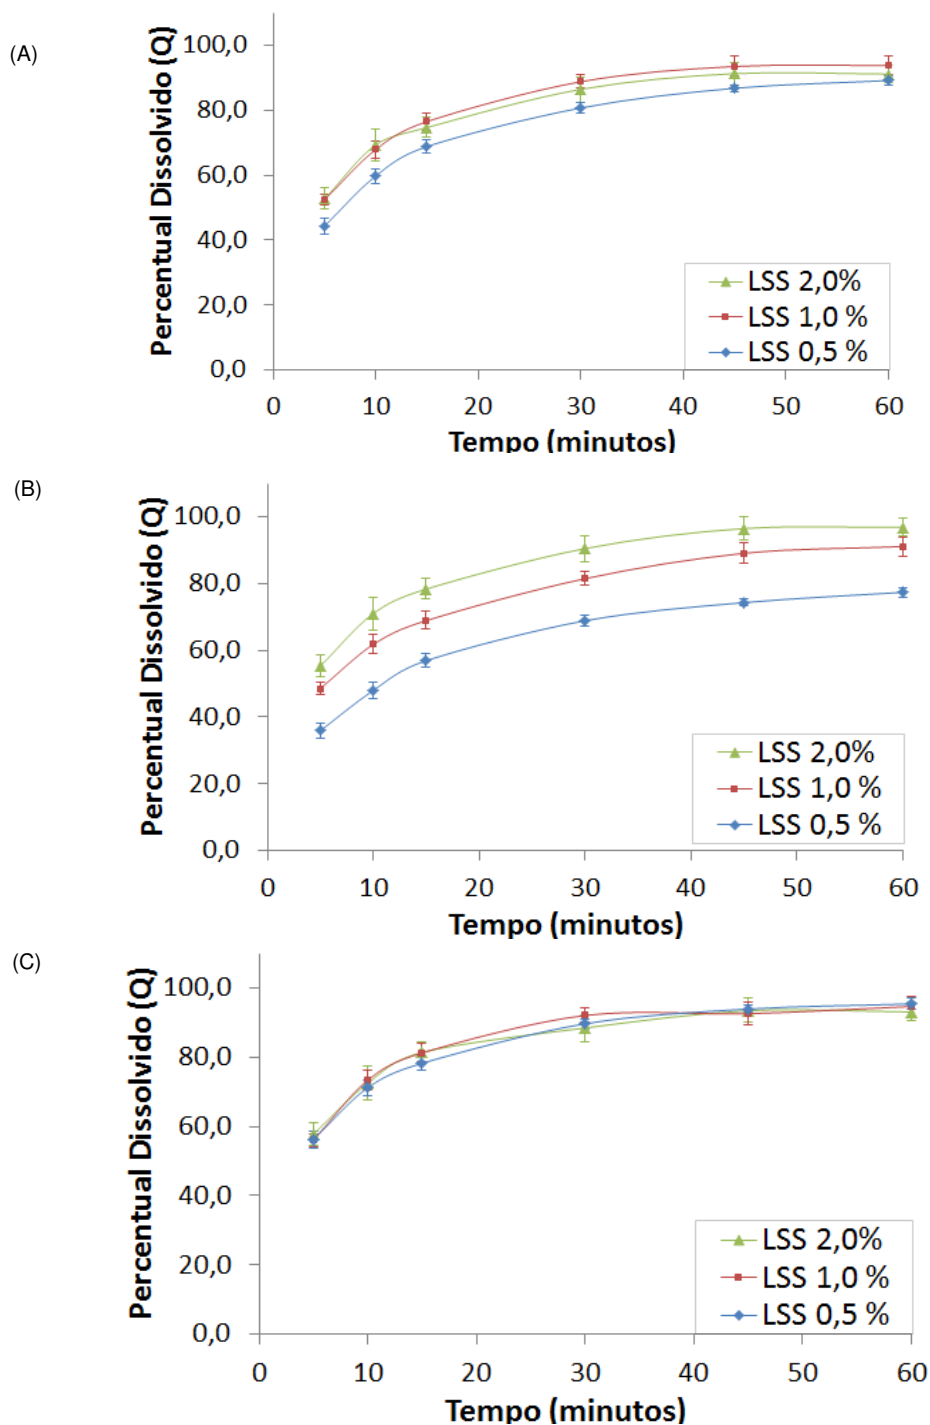 (A)
Percentual Dissolvido (Q)
100,0
80,0
60,0
40,0
20,0
0,0
LSS 2,0%
LSS 1,0 %
LSS 0,5 %
0 10 20 30 40 50 60
Tempo (minutos)
(B)
Percentual Dissolvido (Q)
100,0
80,0
60,0
40,0
20,0
0,0
LSS 2,0%
LSS 1,0 %
LSS 0,5 %
0 10 20 30 40 50 60
Tempo (minutos)
(C)
Percentual Dissolvido (Q)
100,0
80,0
60,0
40,0
20,0
0,0
LSS 2,0%
LSS 1,0 %
LSS 0,5 %
0 10 20 30 40 50 60
Tempo (minutos)